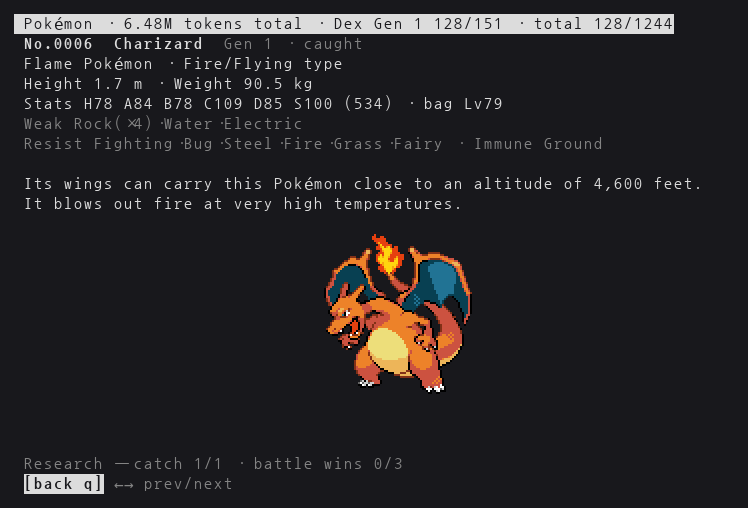 Pokémon · 6.48M tokens total · Dex Gen 1 128/151 · total 128/1244
No.0006 Charizard Gen 1 · caught
Flame Pokémon · Fire/Flying type
Height 1.7 m · Weight 90.5 kg
Stats H78 A84 B78 C109 D85 S100 (534) · bag Lv79
Weak Rock(×4)·Water·Electric
Resist Fighting·Bug·Steel·Fire·Grass·Fairy · Immune Ground
Its wings can carry this Pokémon close to an altitude of 4,600 feet.
It blows out fire at very high temperatures.
Research — catch 1/1 · battle wins 0/3
[back q] ←→ prev/next